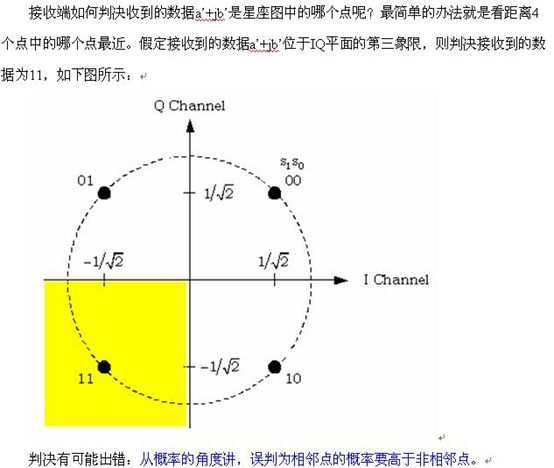 接收端如何判决收到的数据a’+jb’是星座图中的哪个点呢？最简单的办法就是看距离4
个点中的哪个点最近。假定接收到的数据a’+jb’位于IQ平面的第三象限，则判决接收到的数
据为11，如下图所示：
Q Channel
s₁s₀
01
00
1/√2
-1/√2
1/√2
I Channel
-1/√2
11
10
判决有可能出错：从概率的角度讲，误判为相邻点的概率要高于非相邻点。